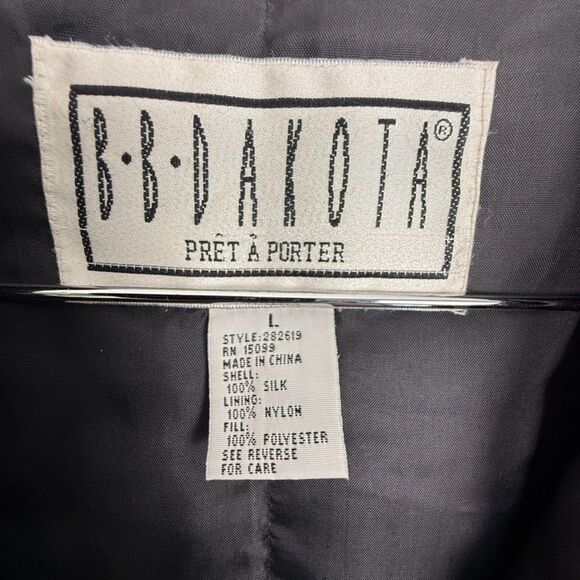 B•B•DAKOTA®
PRÊT À PORTER
L
STYLE:282619
RN 15099
MADE IN CHINA
SHELL:
100% SILK
LINING:
100% NYLON
FILL:
100% POLYESTER
SEE REVERSE
FOR CARE